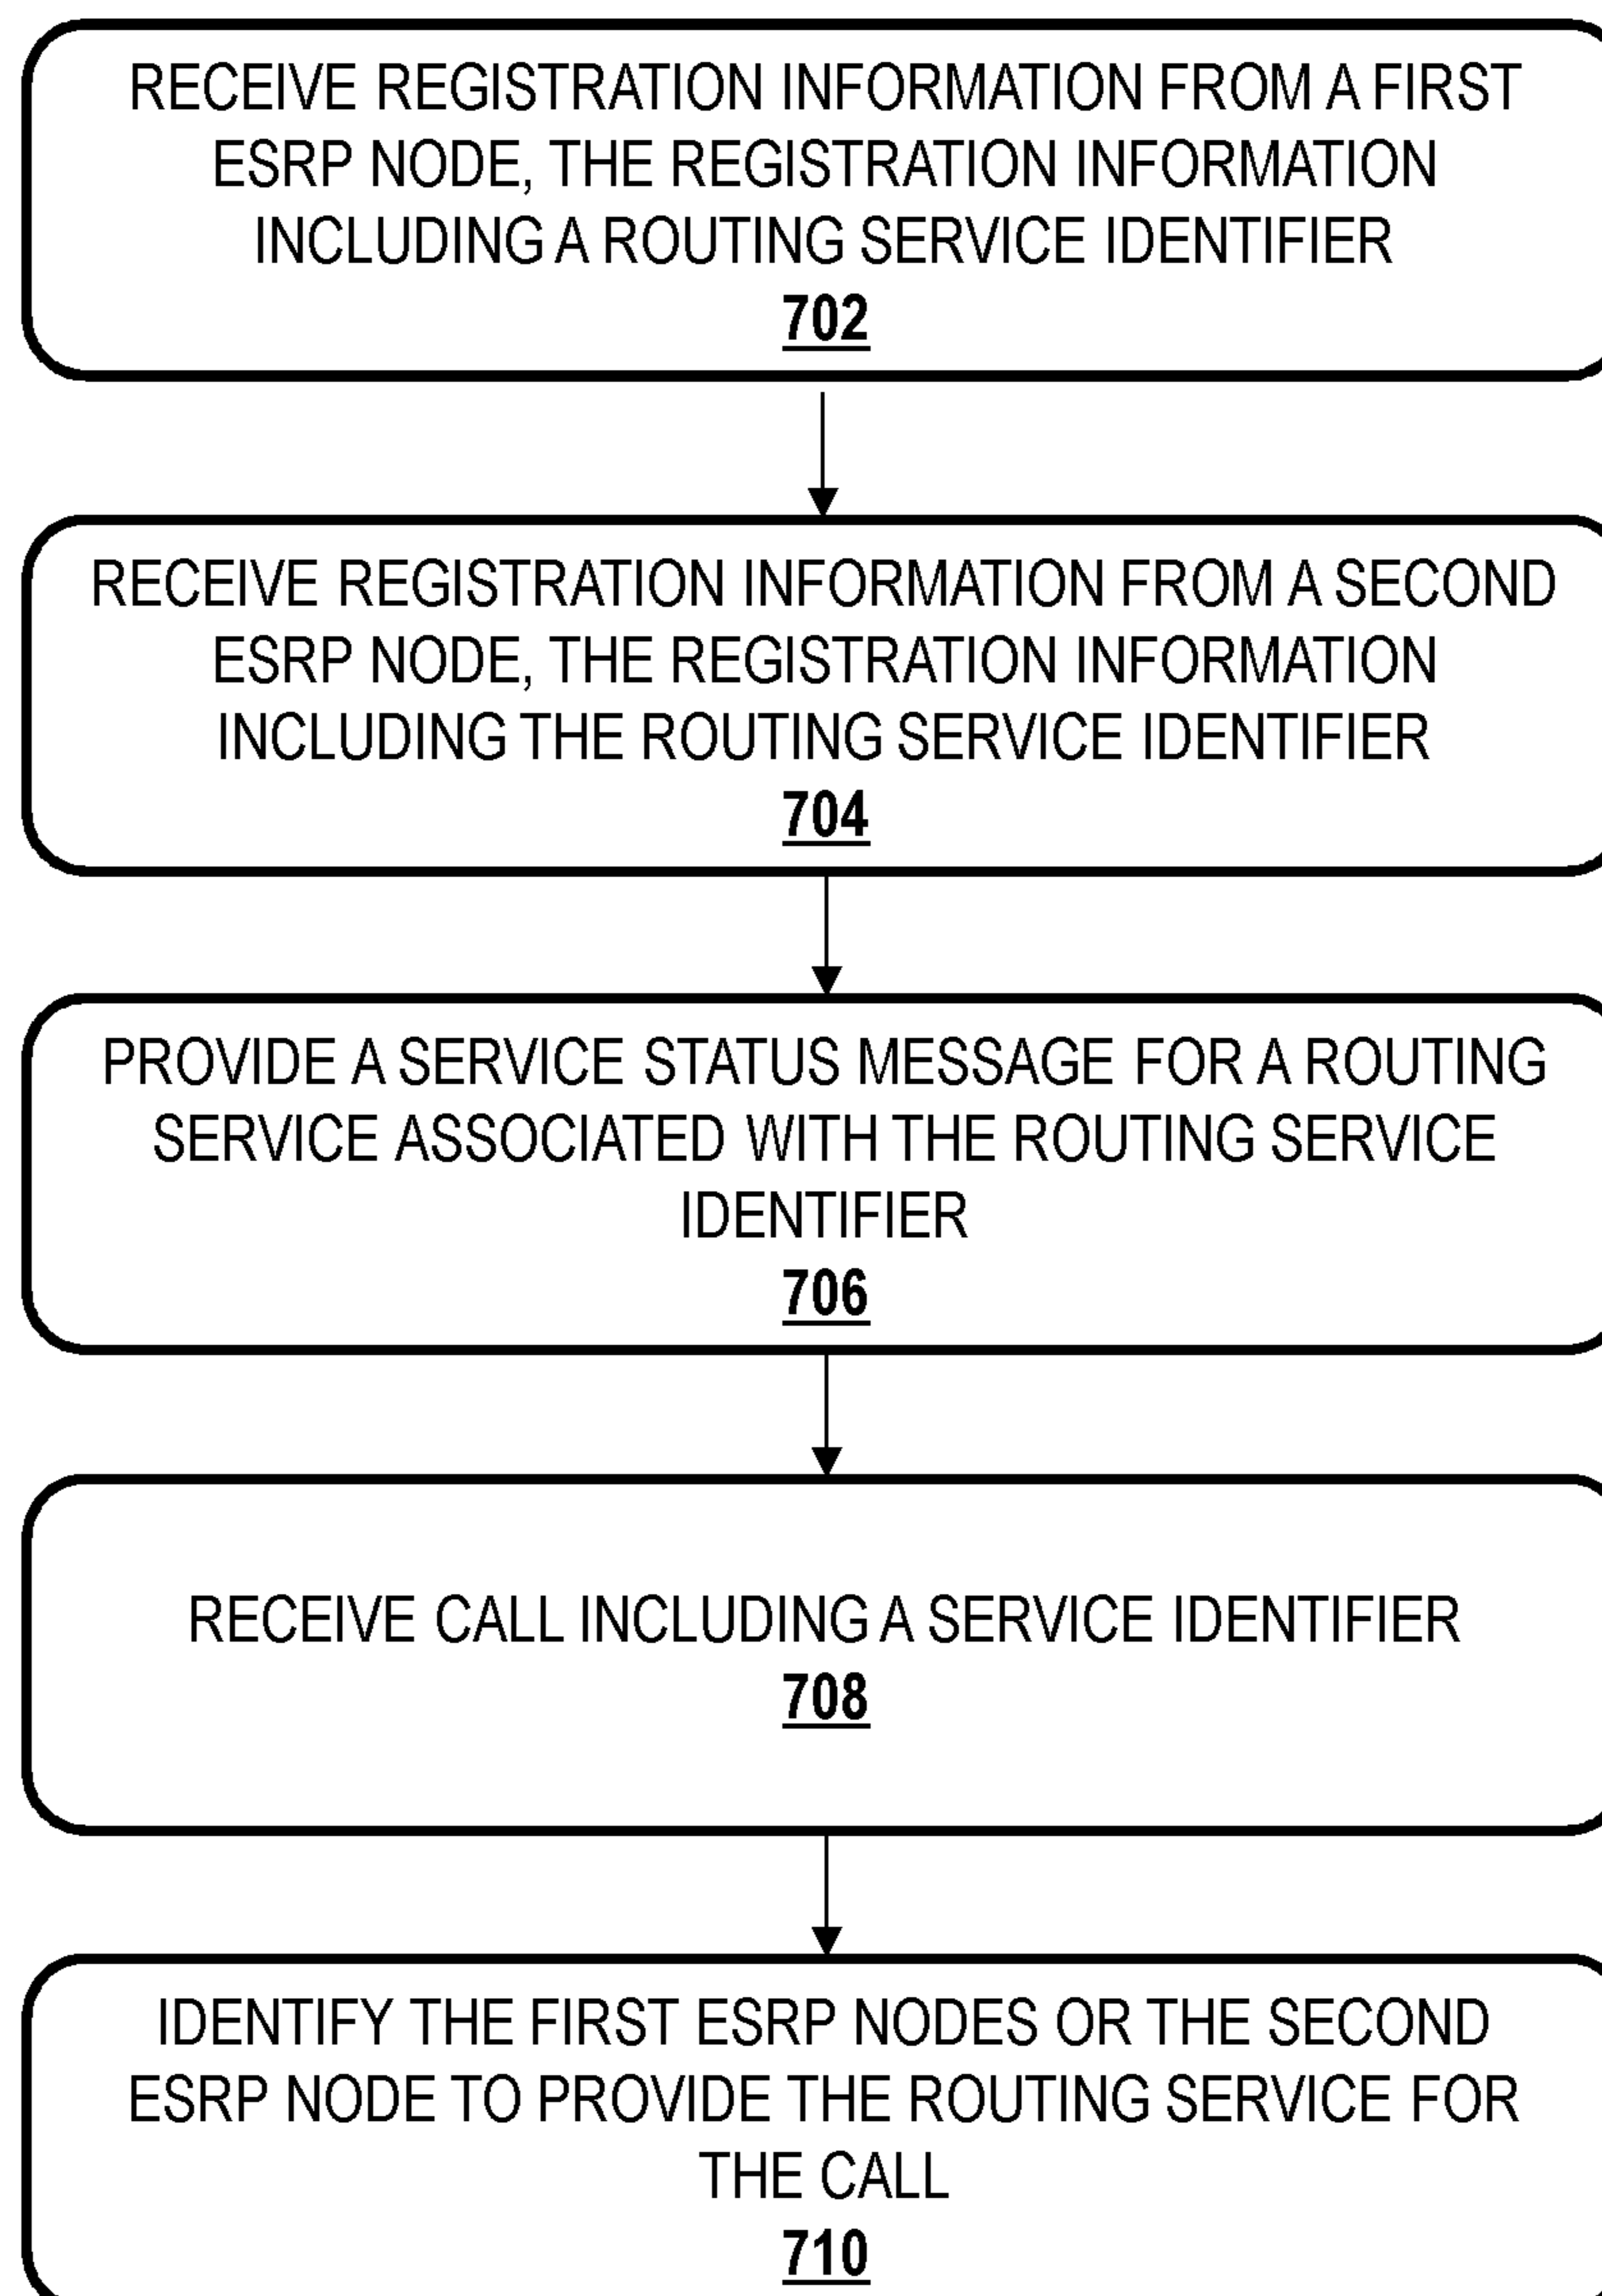 RECEIVE REGISTRATION INFORMATION FROM A FIRST
ESRP NODE, THE REGISTRATION INFORMATION
INCLUDING A ROUTING SERVICE IDENTIFIER
702
RECEIVE REGISTRATION INFORMATION FROM A SECOND
ESRP NODE, THE REGISTRATION INFORMATION
INCLUDING THE ROUTING SERVICE IDENTIFIER
704
PROVIDE A SERVICE STATUS MESSAGE FOR A ROUTING
SERVICE ASSOCIATED WITH THE ROUTING SERVICE
IDENTIFIER
706
RECEIVE CALL INCLUDING A SERVICE IDENTIFIER
708
IDENTIFY THE FIRST ESRP NODES OR THE SECOND
ESRP NODE TO PROVIDE THE ROUTING SERVICE FOR
THE CALL
710